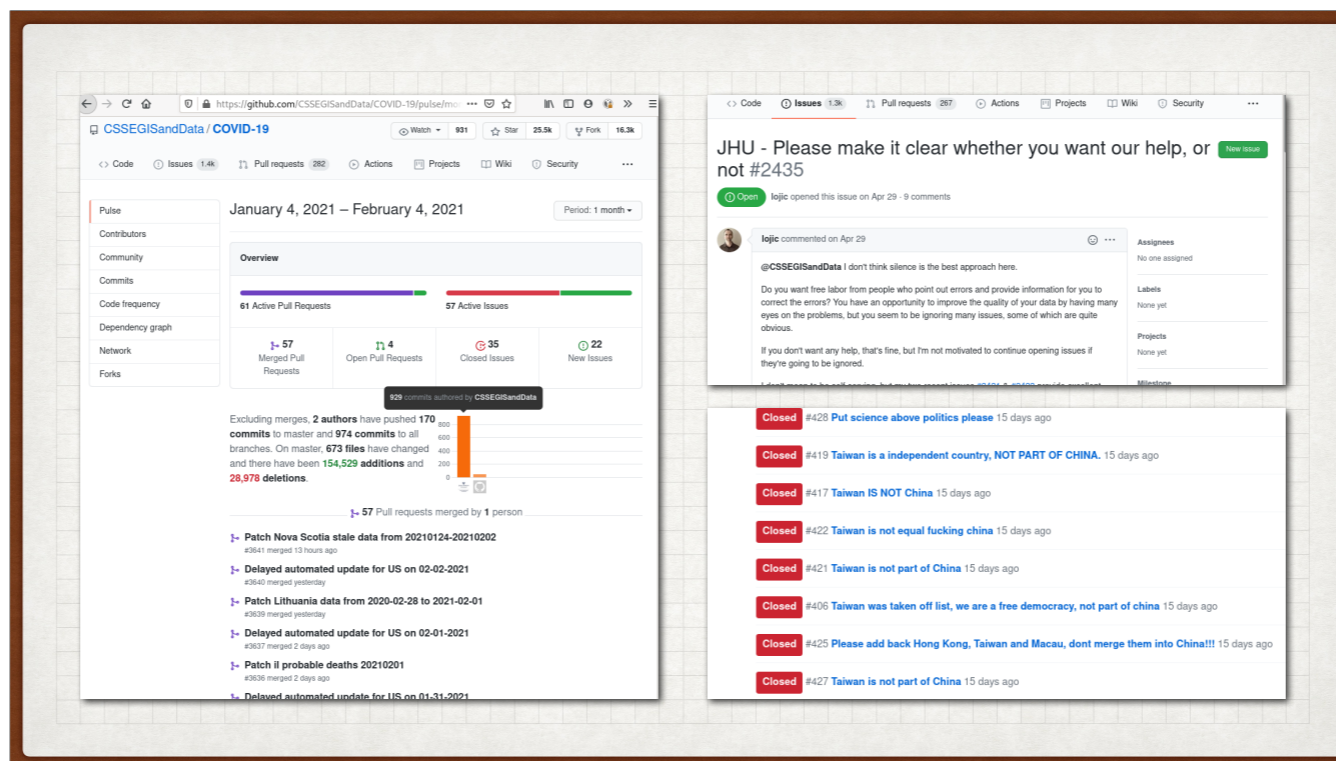 https://github.com/CSSEGISandData/COVID-19/pulse/mo
CSSEGISandData / COVID-19
Watch 931 Star 25.5k Fork 16.3k
Code Issues 1.4k Pull requests 282 Actions Projects Wiki Security ...
Pulse
Contributors
Community
Commits
Code frequency
Dependency graph
Network
Forks
January 4, 2021 – February 4, 2021
Period: 1 month
Overview
61 Active Pull Requests
57 Active Issues
57
Merged Pull
Requests
4
Open Pull Requests
35
Closed Issues
22
New Issues
929 commits authored by CSSEGISandData
Excluding merges, 2 authors have pushed 170
commits to master and 974 commits to all
branches. On master, 673 files have changed
and there have been 154,529 additions and
28,978 deletions.
800
600
400
200
0
57 Pull requests merged by 1 person
Patch Nova Scotia stale data from 20210124-20210202
#3641 merged 13 hours ago
Delayed automated update for US on 02-02-2021
#3640 merged yesterday
Patch Lithuania data from 2020-02-28 to 2021-02-01
#3639 merged yesterday
Delayed automated update for US on 02-01-2021
#3637 merged 2 days ago
Patch il probable deaths 20210201
#3636 merged 2 days ago
Delayed automated update for US on 01-31-2021
Code Issues 1.3k Pull requests 267 Actions Projects Wiki Security ...
JHU - Please make it clear whether you want our help, or
not #2435
New issue
Open lojic opened this issue on Apr 29 · 9 comments
lojic commented on Apr 29
@CSSEGISandData I don't think silence is the best approach here.
Do you want free labor from people who point out errors and provide information for you to
correct the errors? You have an opportunity to improve the quality of your data by having many
eyes on the problems, but you seem to be ignoring many issues, some of which are quite
obvious.
If you don't want any help, that's fine, but I'm not motivated to continue opening issues if
they're going to be ignored.
Assignees
No one assigned
Labels
None yet
Projects
None yet
Milestone
Closed #428 Put science above politics please 15 days ago
Closed #419 Taiwan is a independent country, NOT PART OF CHINA. 15 days ago
Closed #417 Taiwan IS NOT China 15 days ago
Closed #422 Taiwan is not equal fucking china 15 days ago
Closed #421 Taiwan is not part of China 15 days ago
Closed #406 Taiwan was taken off list, we are a free democracy, not part of china 15 days ago
Closed #425 Please add back Hong Kong, Taiwan and Macau, dont merge them into China!!! 15 days ago
Closed #427 Taiwan is not part of China 15 days ago